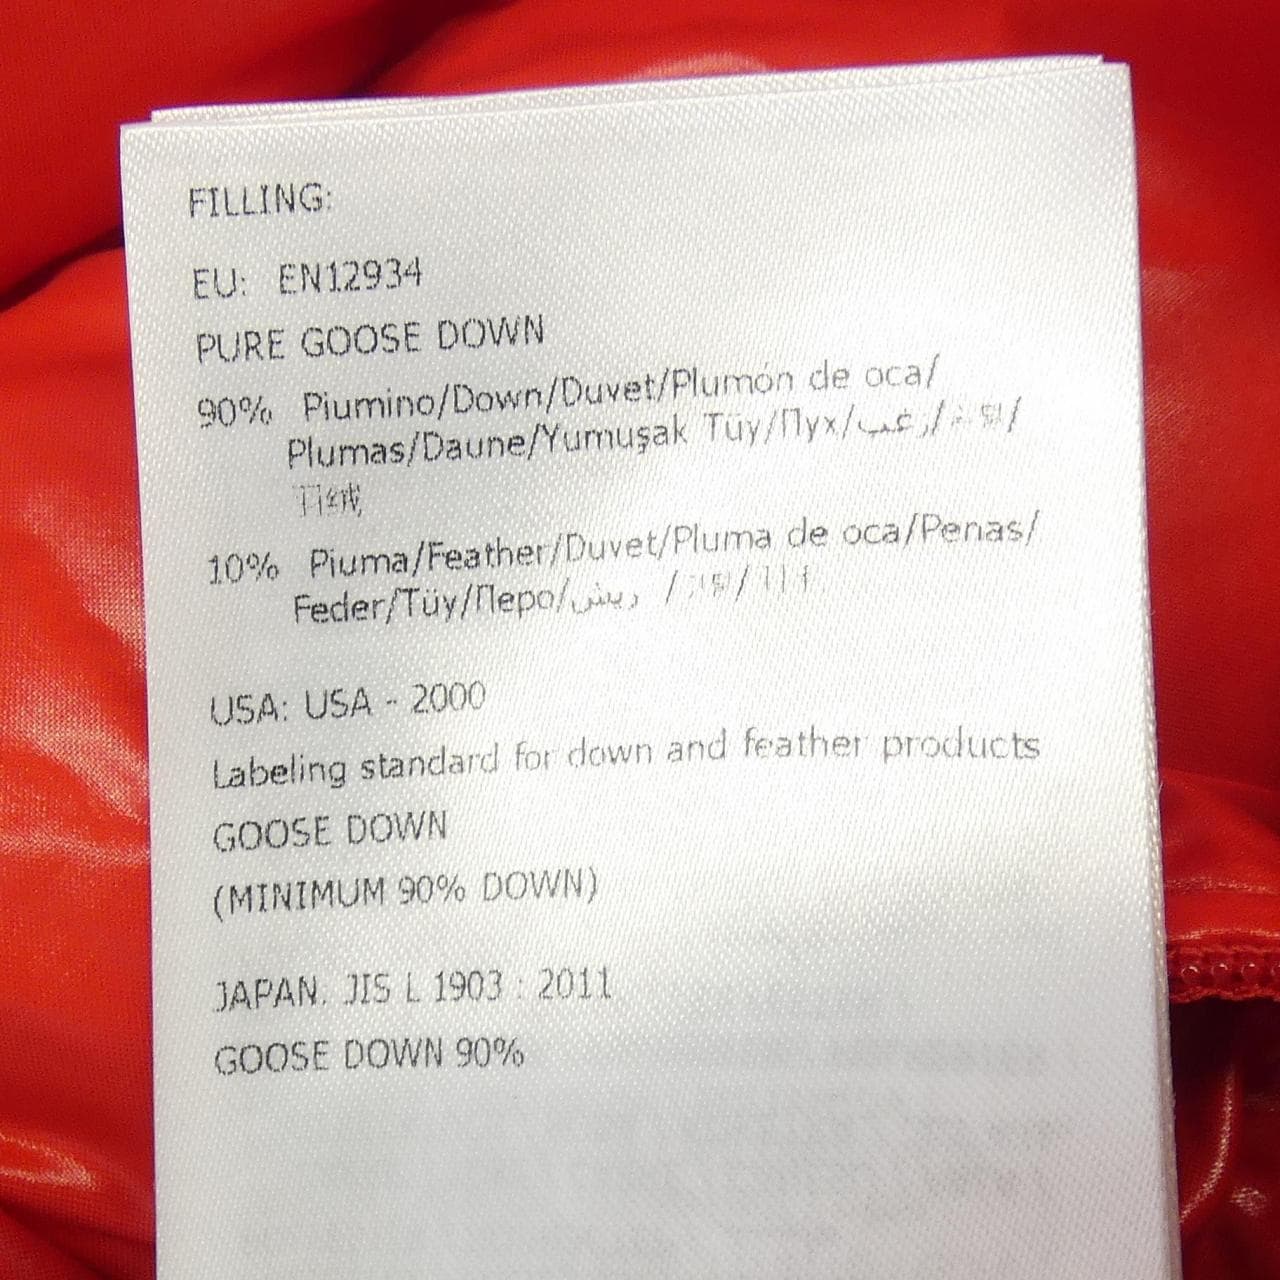 FILLING:
EU: EN12934
PURE GOOSE DOWN
90% Piumino/Down/Duvet/Plumón de oca/
Plumas/Daune/Yumuşak Tüy/Пух/زغب/
10% Piuma/Feather/Duvet/Pluma de oca/Penas/
Feder/Tüy/Перо/ريش /
USA: USA - 2000
Labeling standard for down and feather products
GOOSE DOWN
(MINIMUM 90% DOWN)
JAPAN. JIS L 1903 : 2011
GOOSE DOWN 90%